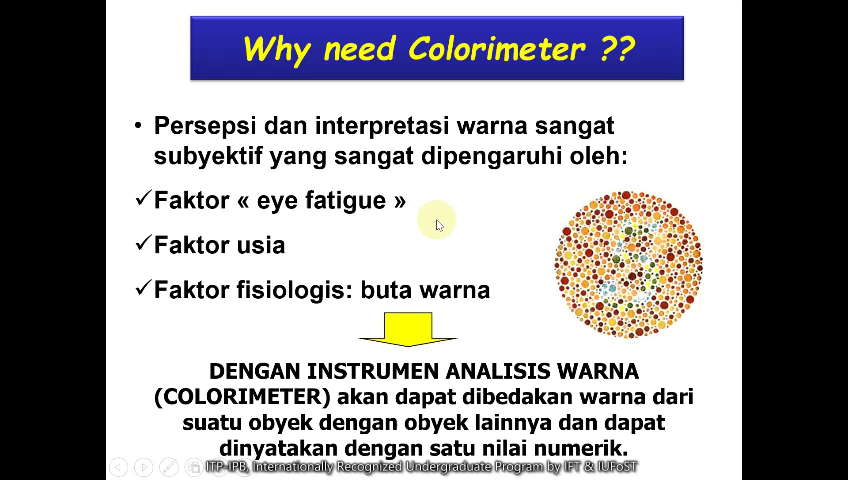 Why need Colorimeter ??
• Persepsi dan interpretasi warna sangat
subyektif yang sangat dipengaruhi oleh:
✓Faktor « eye fatigue »
✓Faktor usia
✓Faktor fisiologis: buta warna
DENGAN INSTRUMEN ANALISIS WARNA
(COLORIMETER) akan dapat dibedakan warna dari
suatu obyek dengan obyek lainnya dan dapat
dinyatakan dengan satu nilai numerik.
ITP-IPB, Internationally Recognized Undergraduate Program by IFT & IUFoST